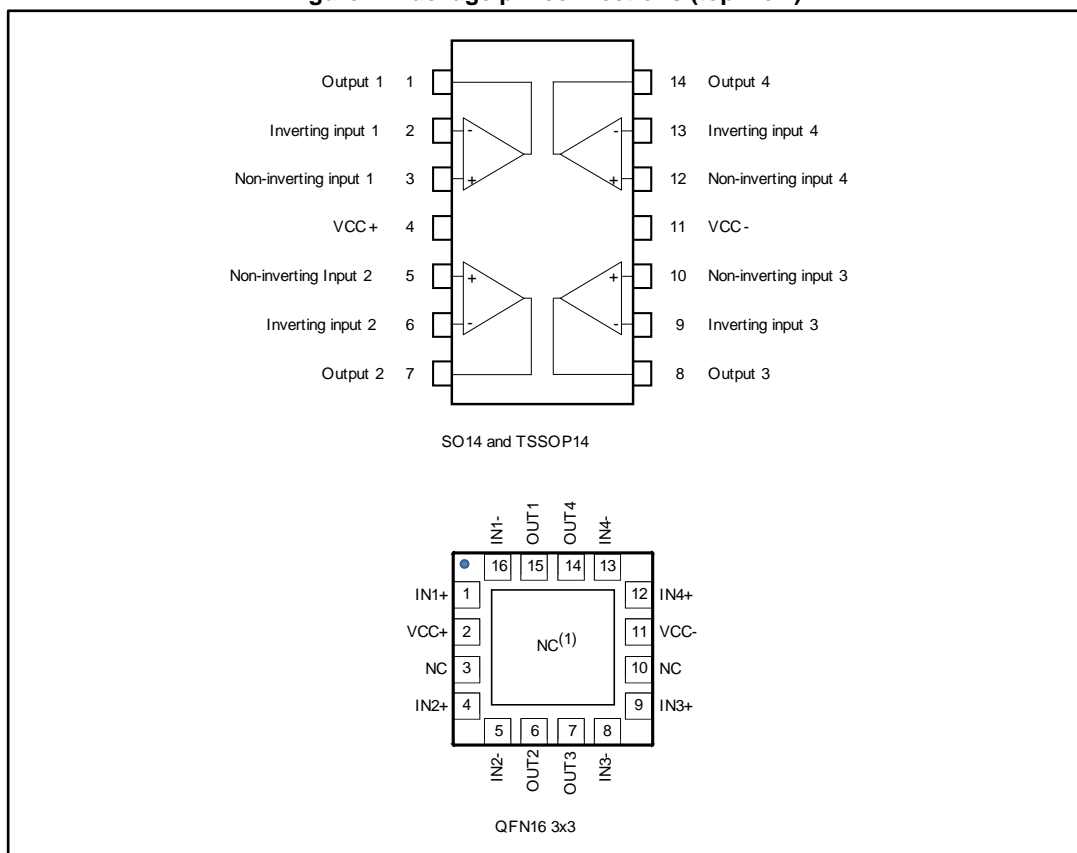 Output 1 1 14 Output 4
Inverting input 1 2 - - 13 Inverting input 4
Non-inverting input 1 3 + + 12 Non-inverting input 4
VCC+ 4 11 VCC-
Non-inverting Input 2 5 + + 10 Non-inverting input 3
Inverting input 2 6 - - 9 Inverting input 3
Output 2 7 8 Output 3
SO14 and TSSOP14
IN1- OUT1 OUT4 IN4-
16 15 14 13
IN1+ 1 12 IN4+
VCC+ 2 NC(1) 11 VCC-
NC 3 10 NC
IN2+ 4 9 IN3+
5 6 7 8
IN2- OUT2 OUT3 IN3-
QFN16 3x3